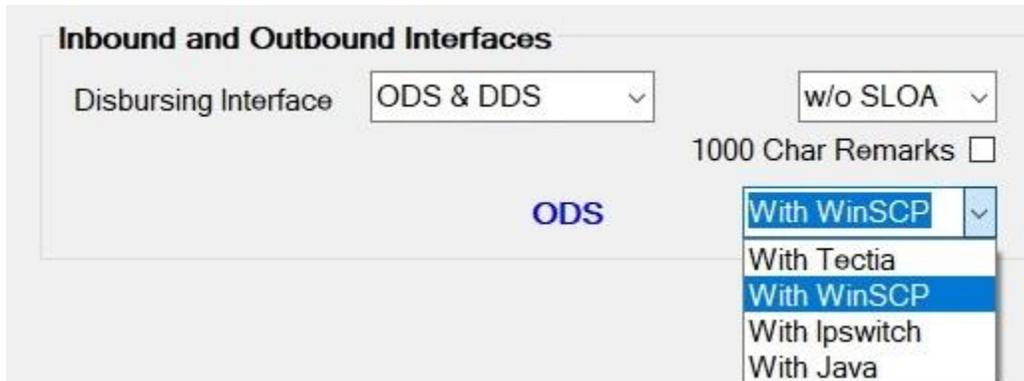 Inbound and Outbound Interfaces
Disbursing Interface ODS & DDS w/o SLOA
1000 Char Remarks
ODS With WinSCP
With Tectia
With WinSCP
With Ipswitch
With Java